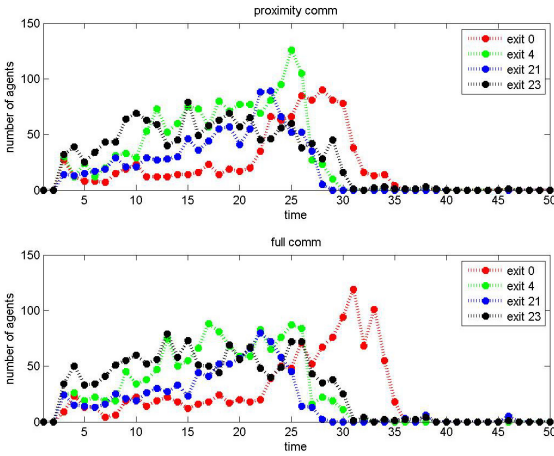 proximity comm
150
100
50
0
number of agents
exit 0
exit 4
exit 21
exit 23
5 10 15 20 25 30 35 40 45 50
time
full comm
150
100
50
0
number of agents
exit 0
exit 4
exit 21
exit 23
0 5 10 15 20 25 30 35 40 45 50
time